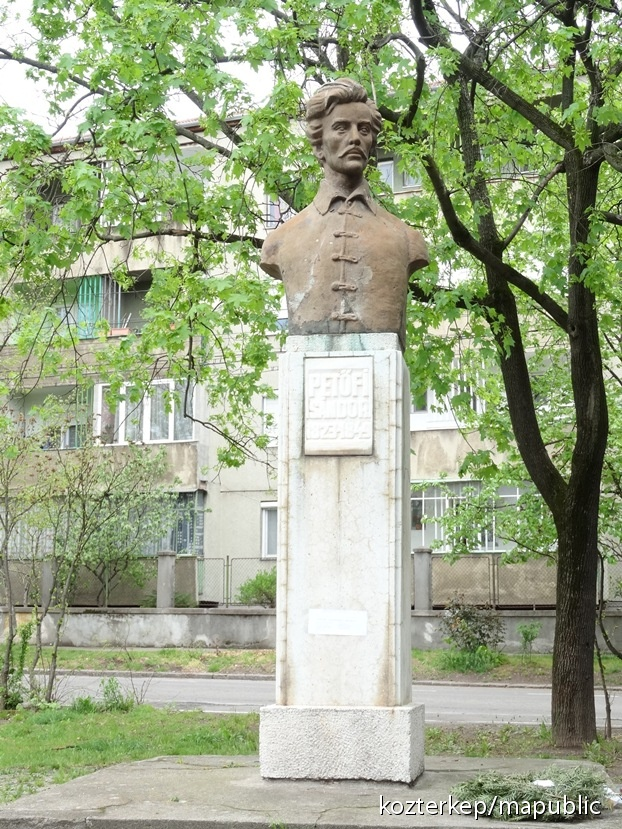 PETŐFI
SÁNDOR
1823-1849
kozterkep/mapublic